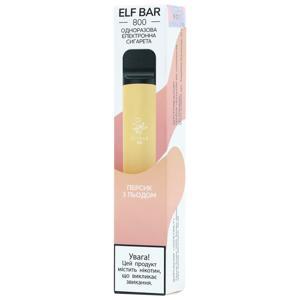 ELF BAR
800
ОДНОРАЗОВА
ЕЛЕКТРОННА
СИГАРЕТА
ПЕРСИК
З ЛЬОДОМ
Увага!
Цей продукт
містить нікотин,
що викликає
звикання.